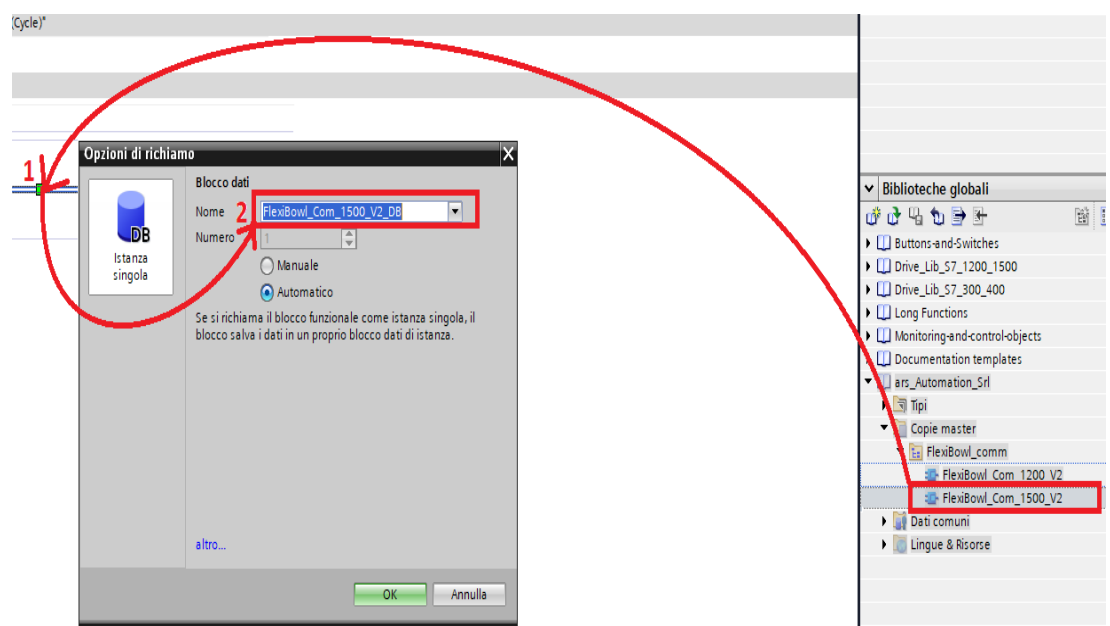 (Cycle)"
1
Opzioni di richiamo
X
DB
Istanza
singola
Blocco dati
Nome
2
FlexiBowl_Com_1500_V2_DB
Numero
1
Manuale
Automatico
Se si richiama il blocco funzionale come istanza singola, il
blocco salva i dati in un proprio blocco dati di istanza.
altro...
OK
Annulla
Biblioteche globali
Buttons-and-Switches
Drive_Lib_S7_1200_1500
Drive_Lib_S7_300_400
Long Functions
Monitoring-and-control-objects
Documentation templates
ars_Automation_Srl
Tipi
Copie master
FlexiBowl_comm
FlexiBowl_Com_1200_V2
FlexiBowl_Com_1500_V2
Dati comuni
Lingue & Risorse